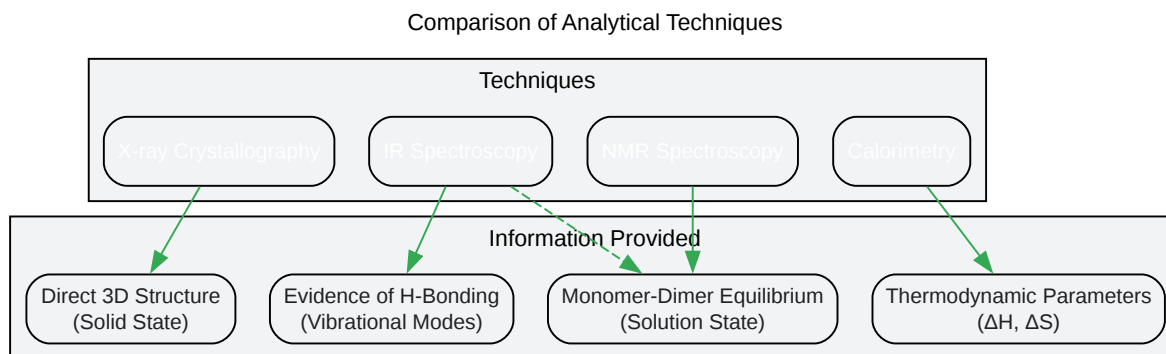 Comparison of Analytical Techniques
Techniques
X-ray Crystallography
IR Spectroscopy
NMR Spectroscopy
Calorimetry
Information Provided
Direct 3D Structure
(Solid State)
Evidence of H-Bonding
(Vibrational Modes)
Monomer-Dimer Equilibrium
(Solution State)
Thermodynamic Parameters
(ΔH, ΔS)